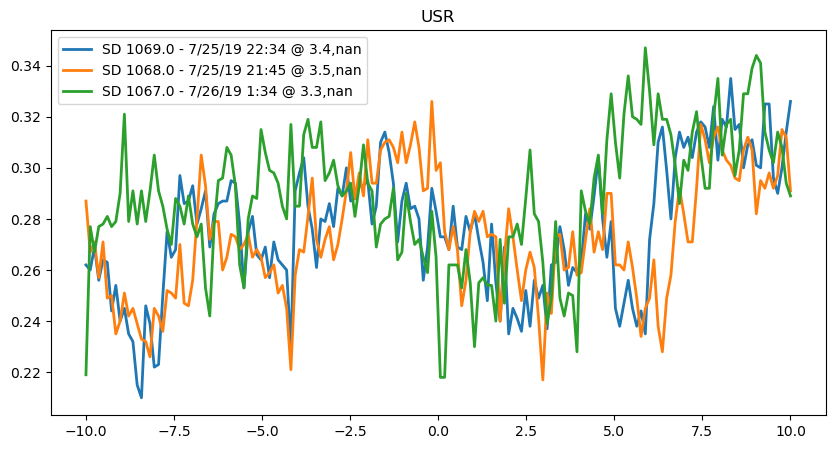 USR
SD 1069.0 - 7/25/19 22:34 @ 3.4,nan
SD 1068.0 - 7/25/19 21:45 @ 3.5,nan
SD 1067.0 - 7/26/19 1:34 @ 3.3,nan
0.34
0.32
0.30
0.28
0.26
0.24
0.22
−10.0 −7.5 −5.0 −2.5 0.0 2.5 5.0 7.5 10.0